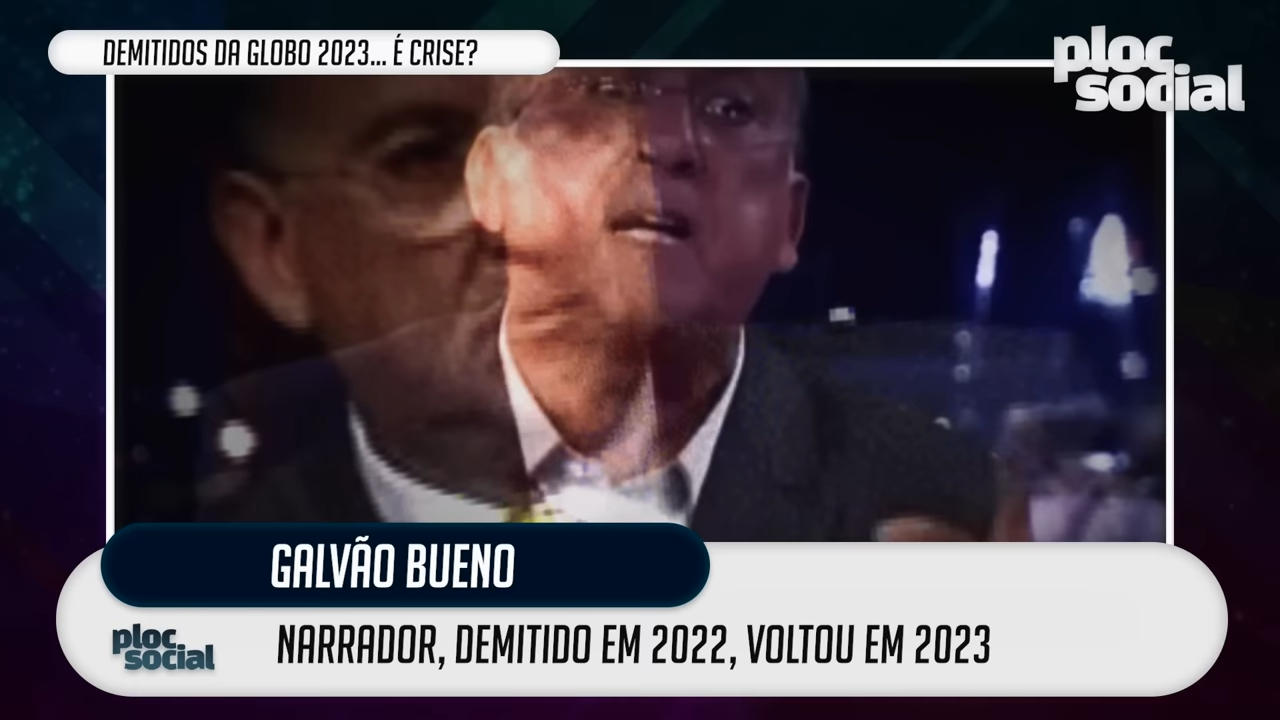 DEMITIDOS DA GLOBO 2023... É CRISE?
ploc
social
GALVÃO BUENO
ploc
social
NARRADOR, DEMITIDO EM 2022, VOLTOU EM 2023